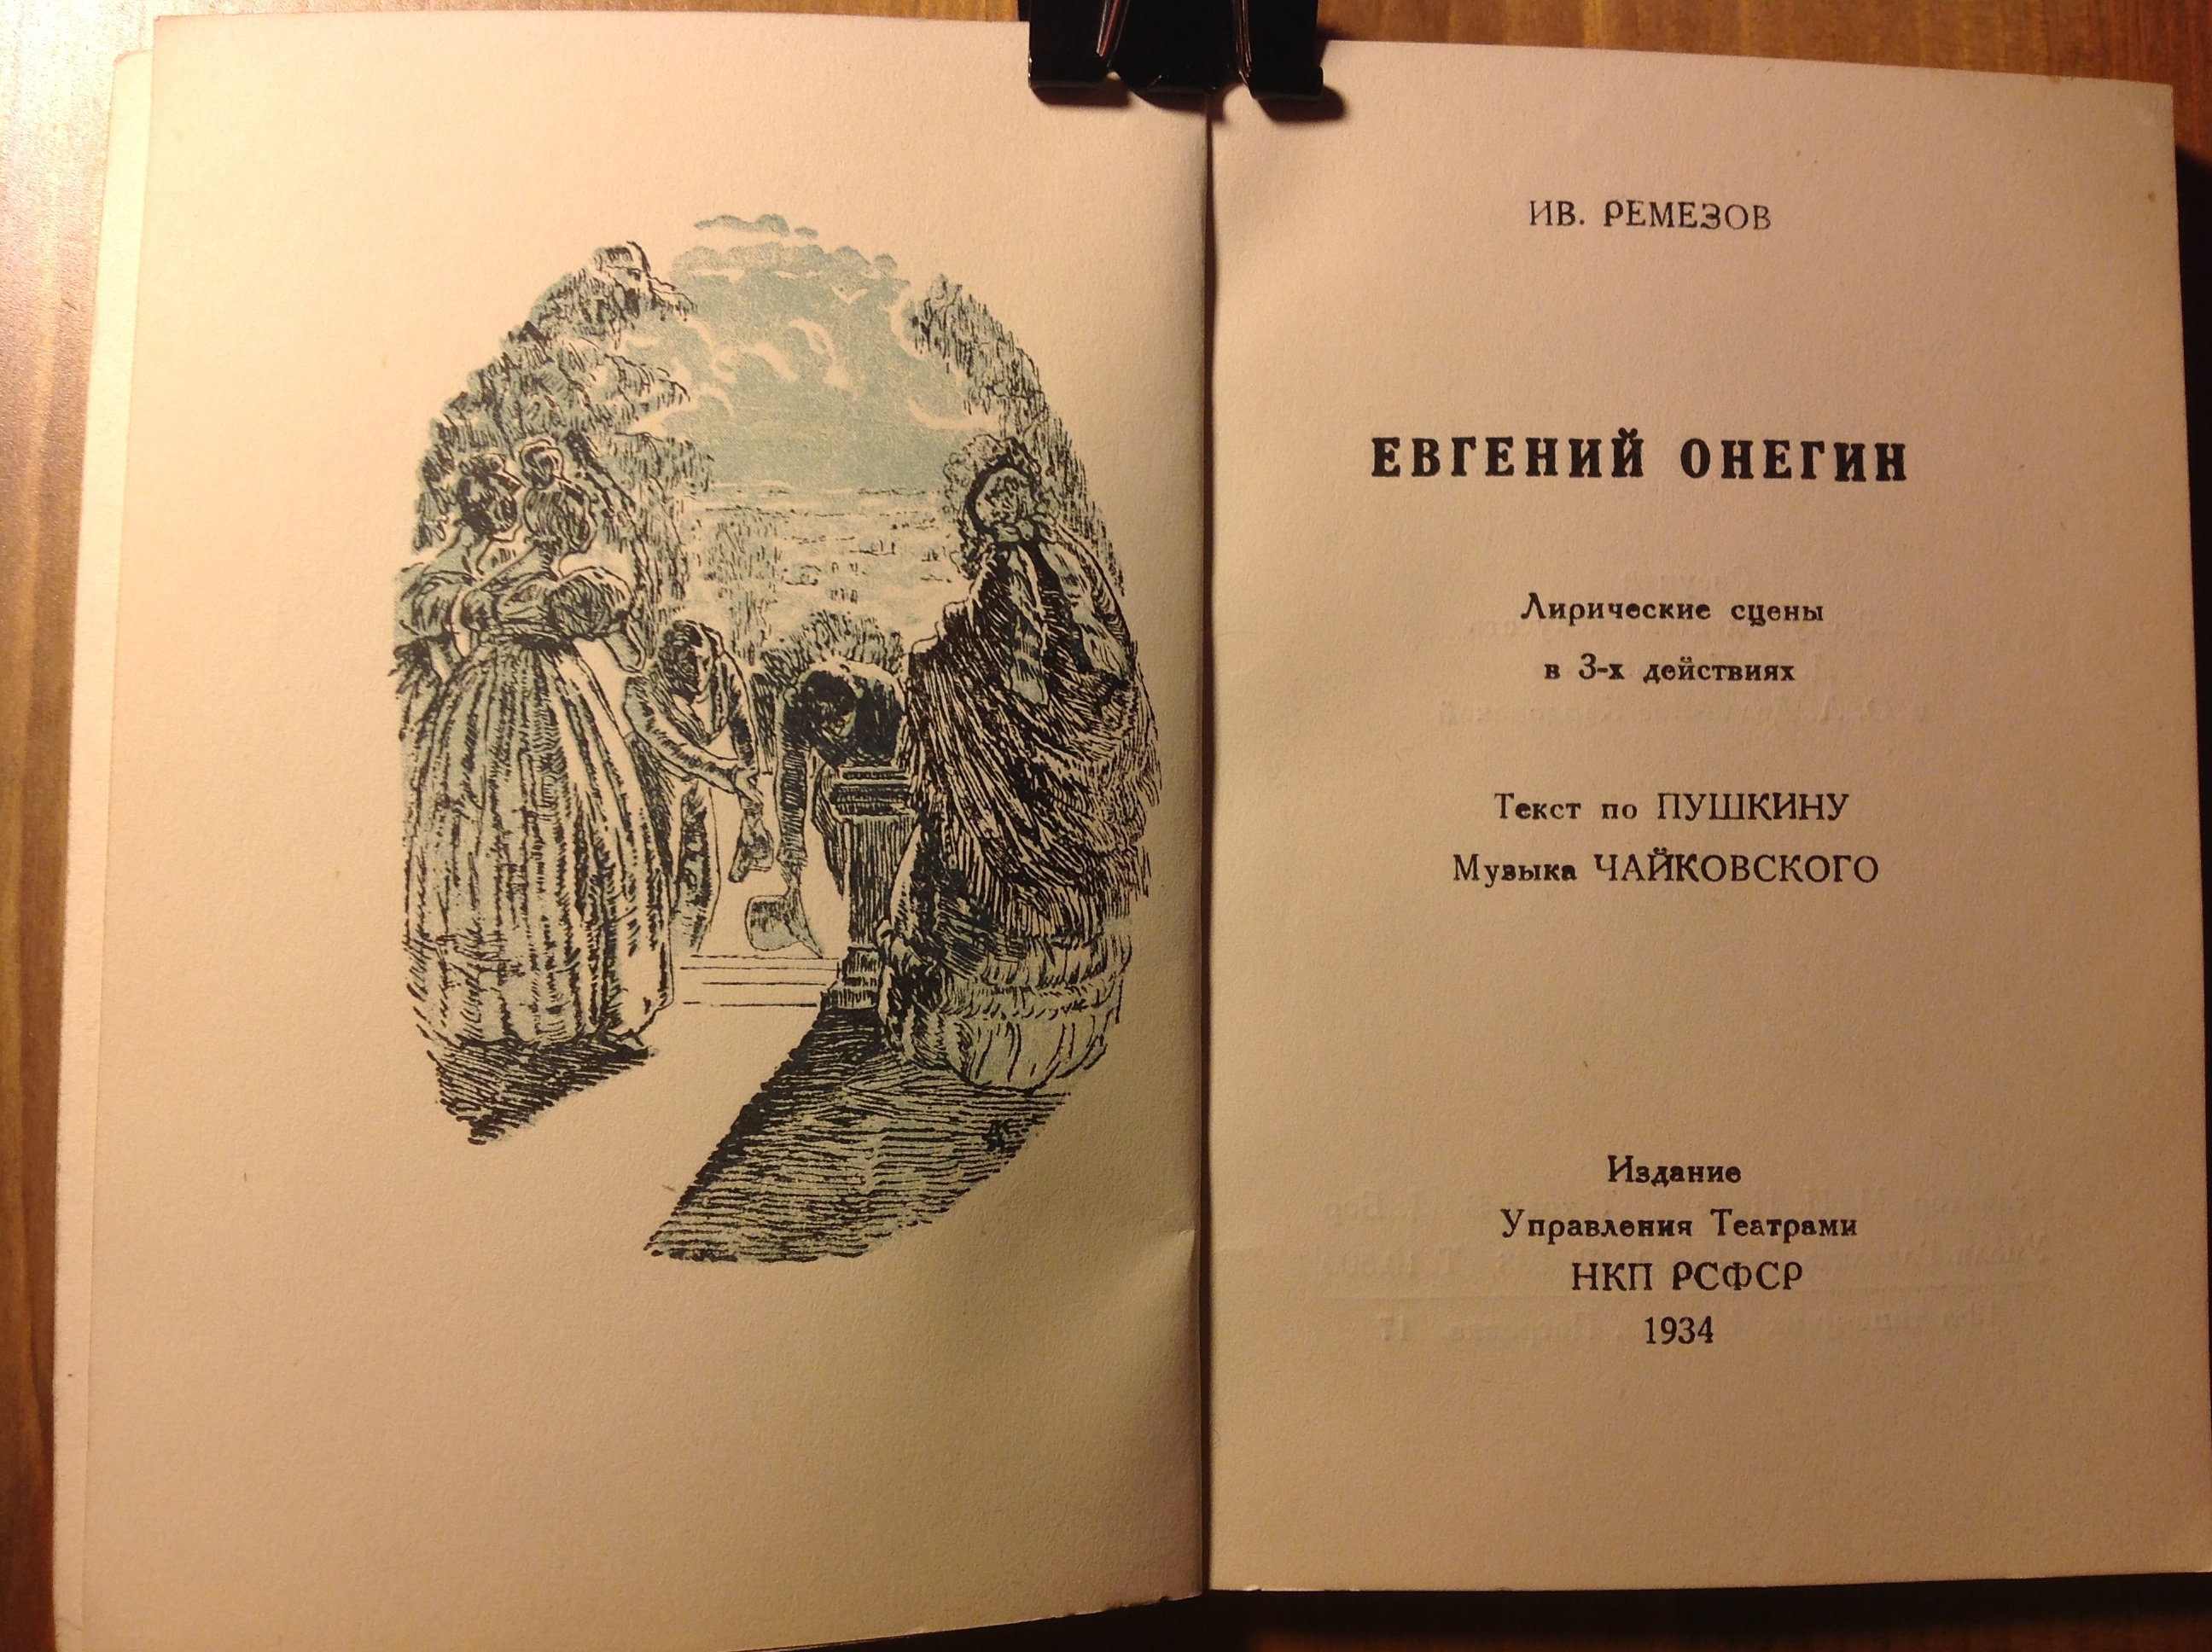 ИВ. РЕМЕЗОВ
ЕВГЕНИЙ ОНЕГИН
Лирические сцены
в 3-х действиях
Текст по ПУШКИНУ
Музыка ЧАЙКОВСКОГО
Издание
Управления Театрами
НКП РСФСР
1934